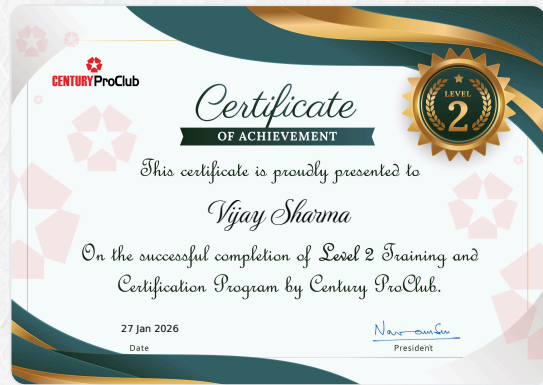 CENTURY ProClub
Certificate
OF ACHIEVEMENT
LEVEL
2
This certificate is proudly presented to
Vijay Sharma
On the successful completion of Level 2 Training and
Certification Program by Century ProClub.
27 Jan 2026
Date
President